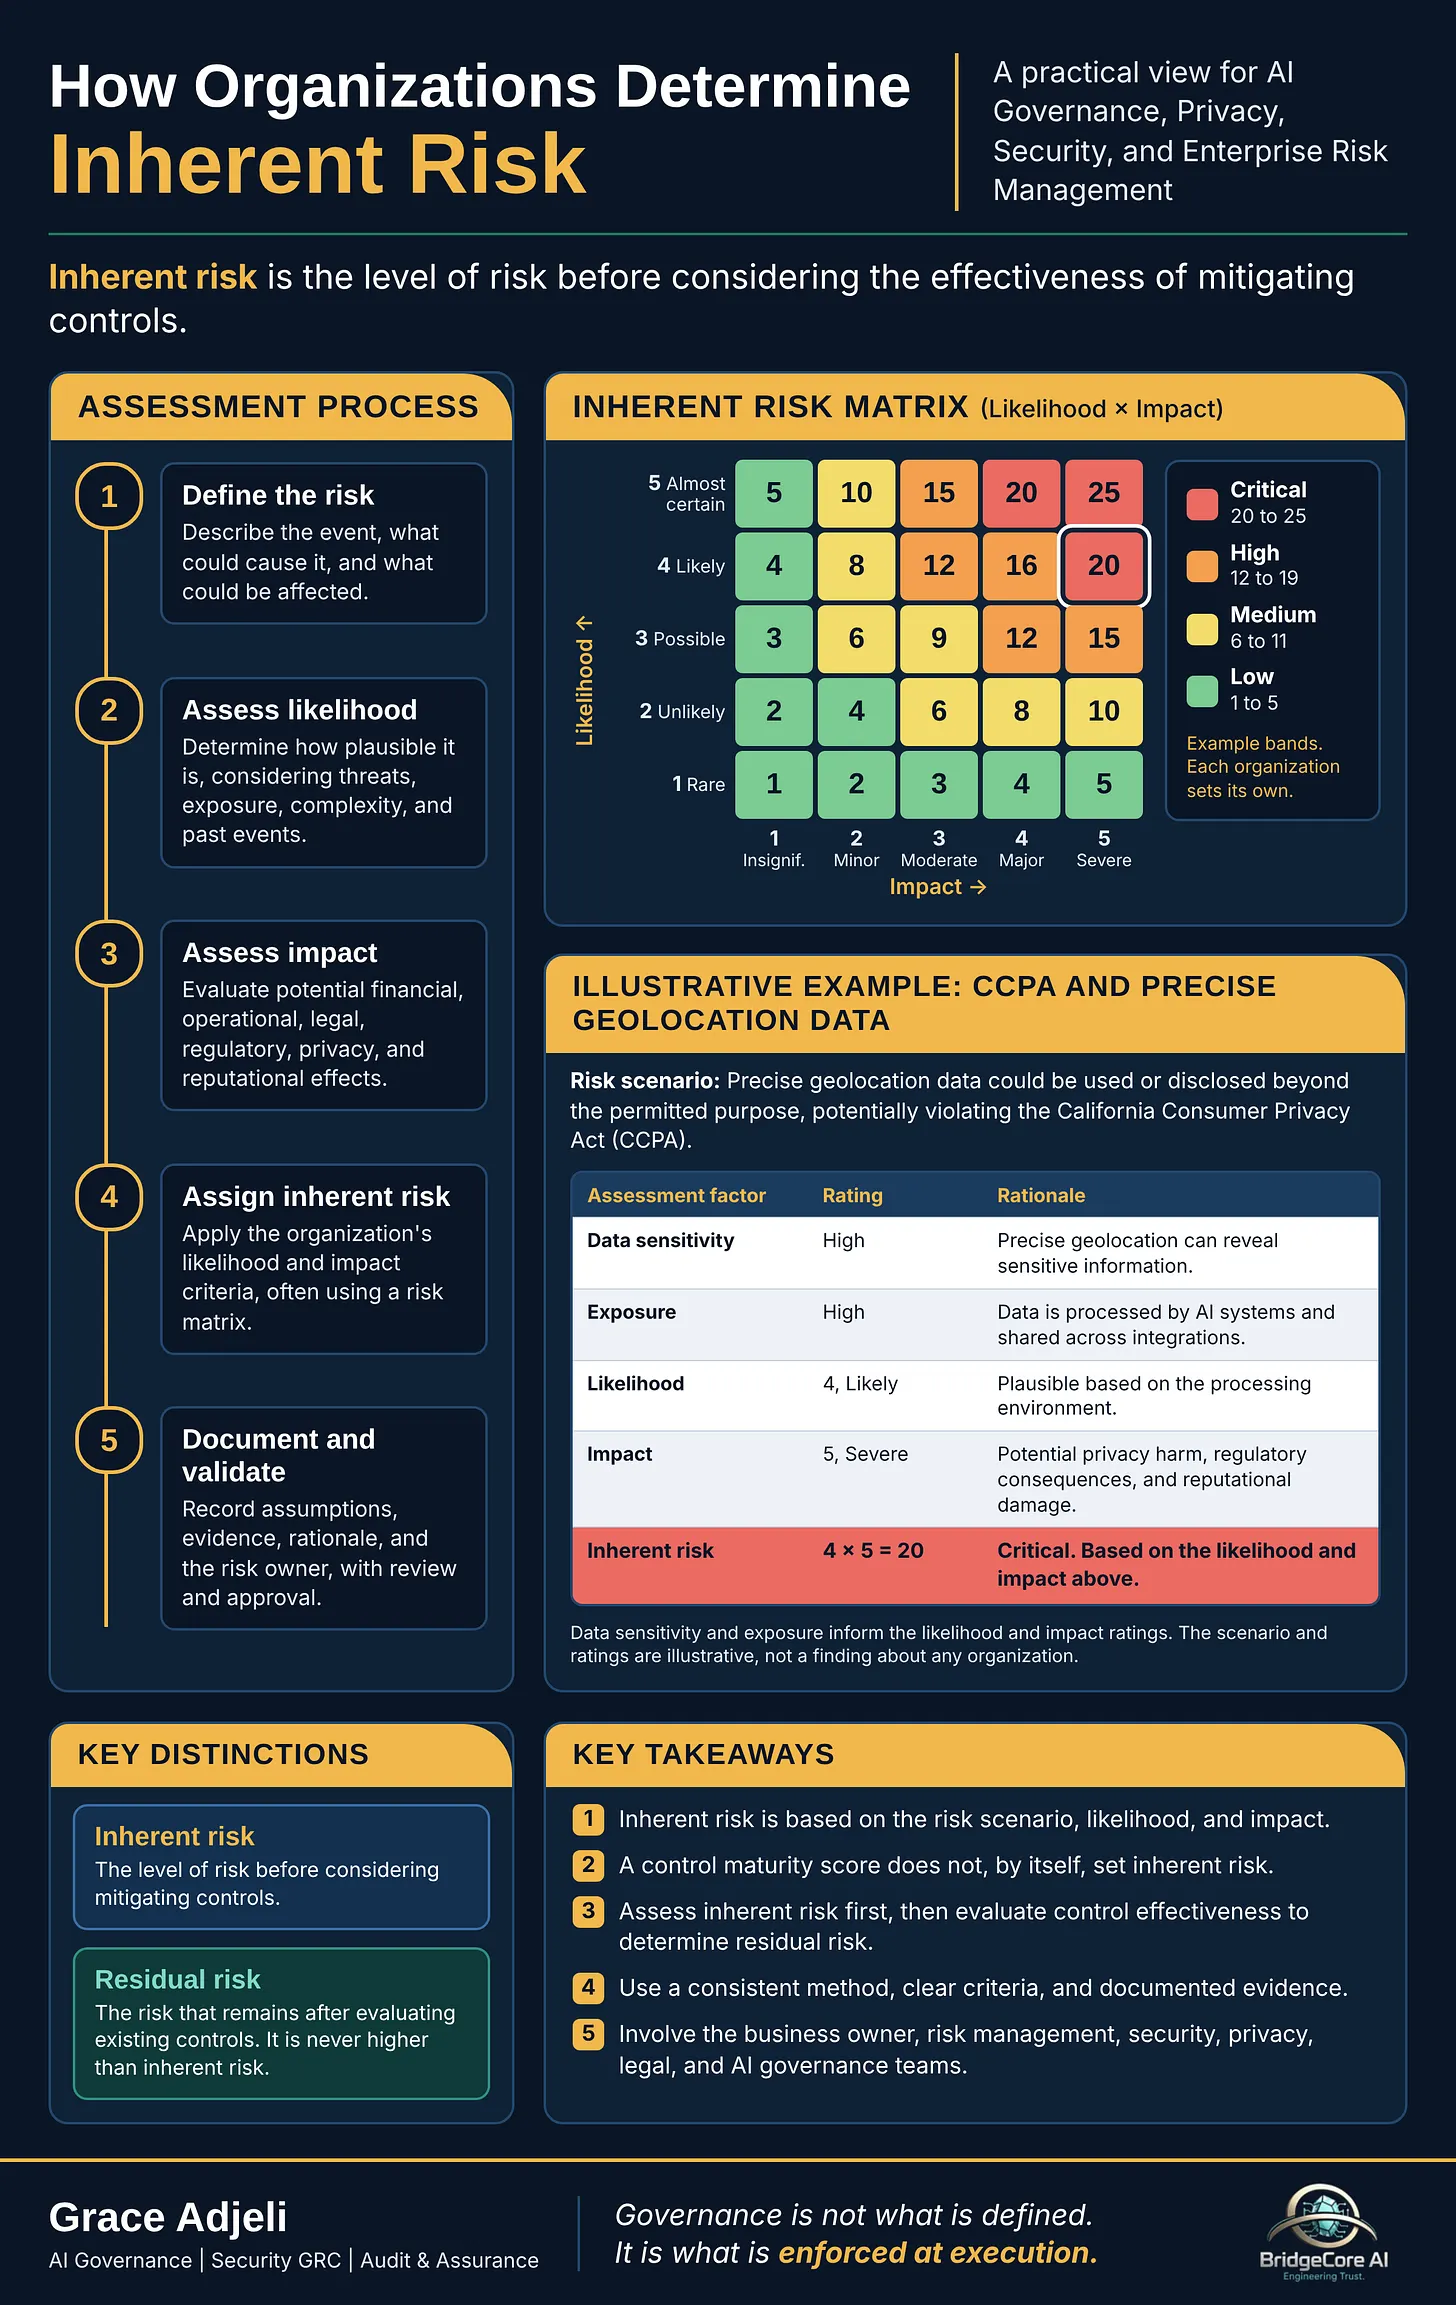 How Organizations Determine
Inherent Risk
A practical view for AI
Governance, Privacy,
Security, and Enterprise Risk
Management
Inherent risk is the level of risk before considering the effectiveness of mitigating
controls.
ASSESSMENT PROCESS
1
Define the risk
Describe the event, what
could cause it, and what
could be affected.
2
Assess likelihood
Determine how plausible it
is, considering threats,
exposure, complexity, and
past events.
3
Assess impact
Evaluate potential financial,
operational, legal,
regulatory, privacy, and
reputational effects.
4
Assign inherent risk
Apply the organization's
likelihood and impact
criteria, often using a risk
matrix.
5
Document and
validate
Record assumptions,
evidence, rationale, and
the risk owner, with review
and approval.
INHERENT RISK MATRIX (Likelihood × Impact)
Likelihood →
5 Almost
certain
5 10 15 20 25
4 Likely 4 8 12 16 20
3 Possible 3 6 9 12 15
2 Unlikely 2 4 6 8 10
1 Rare 1 2 3 4 5
1 2 3 4 5
Insignif. Minor Moderate Major Severe
Impact →
Critical
20 to 25
High
12 to 19
Medium
6 to 11
Low
1 to 5
Example bands.
Each organization
sets its own.
ILLUSTRATIVE EXAMPLE: CCPA AND PRECISE
GEOLOCATION DATA
Risk scenario: Precise geolocation data could be used or disclosed beyond
the permitted purpose, potentially violating the California Consumer Privacy
Act (CCPA).
Assessment factor Rating Rationale
Data sensitivity High Precise geolocation can reveal
sensitive information.
Exposure High Data is processed by AI systems and
shared across integrations.
Likelihood 4, Likely Plausible based on the processing
environment.
Impact 5, Severe Potential privacy harm, regulatory
consequences, and reputational
damage.
Inherent risk 4 × 5 = 20 Critical. Based on the likelihood and
impact above.
Data sensitivity and exposure inform the likelihood and impact ratings. The scenario and
ratings are illustrative, not a finding about any organization.
KEY DISTINCTIONS
Inherent risk
The level of risk before considering
mitigating controls.
Residual risk
The risk that remains after evaluating
existing controls. It is never higher
than inherent risk.
KEY TAKEAWAYS
1 Inherent risk is based on the risk scenario, likelihood, and impact.
2 A control maturity score does not, by itself, set inherent risk.
3 Assess inherent risk first, then evaluate control effectiveness to
determine residual risk.
4 Use a consistent method, clear criteria, and documented evidence.
5 Involve the business owner, risk management, security, privacy,
legal, and AI governance teams.
Grace Adjeli
AI Governance | Security GRC | Audit & Assurance
Governance is not what is defined.
It is what is enforced at execution.
BridgeCore AI
Engineering Trust.